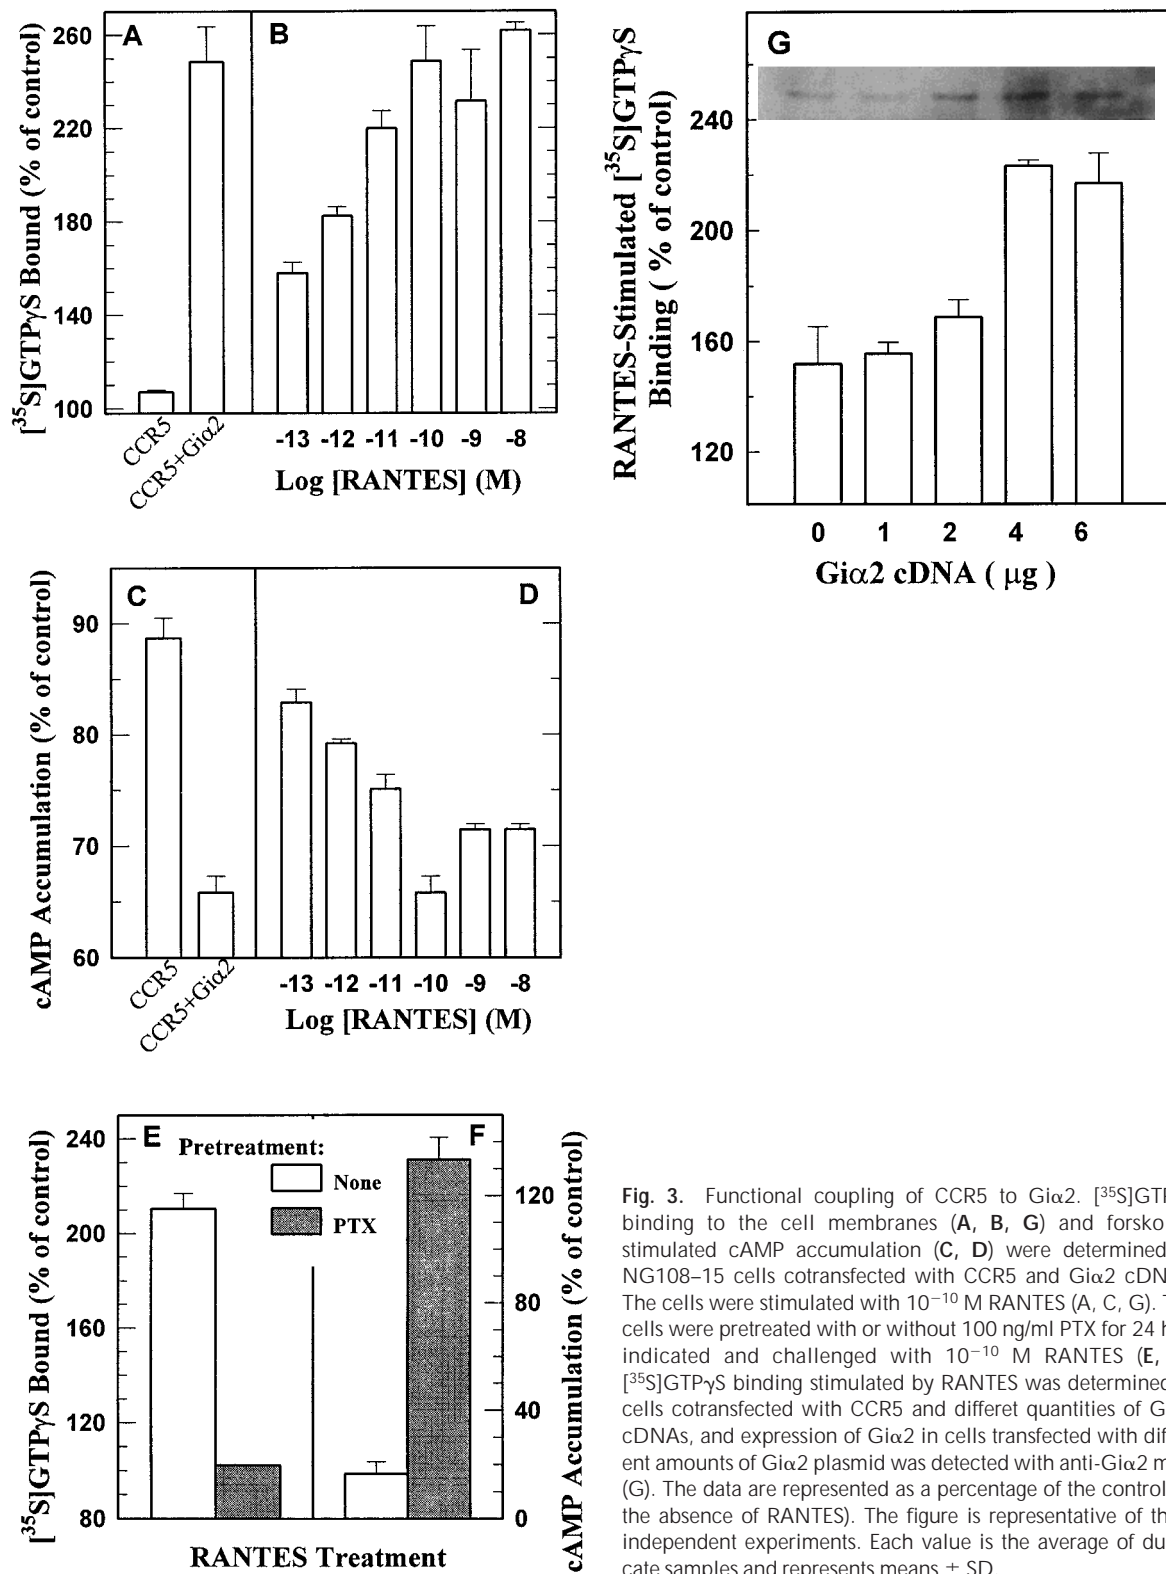 A
B
[³⁵S]GTPγS Bound (% of control)
260
220
180
140
100
CCR5
CCR5+Giα2
-13 -12 -11 -10 -9 -8
Log [RANTES] (M)
G
RANTES-Stimulated [³⁵S]GTPγS
Binding ( % of control)
240
200
160
120
0 1 2 4 6
Giα2 cDNA ( μg )
C
D
cAMP Accumulation (% of control)
90
80
70
60
CCR5
CCR5+Giα2
-13 -12 -11 -10 -9 -8
Log [RANTES] (M)
E
F
Pretreatment:
None
PTX
[³⁵S]GTPγS Bound (% of control)
240
200
160
120
80
cAMP Accumulation (% of control)
120
80
40
0
RANTES Treatment
Fig. 3. Functional coupling of CCR5 to Giα2. [³⁵S]GTP
binding to the cell membranes (A, B, G) and forsko
stimulated cAMP accumulation (C, D) were determined
NG108–15 cells cotransfected with CCR5 and Giα2 cDN
The cells were stimulated with 10⁻¹⁰ M RANTES (A, C, G). T
cells were pretreated with or without 100 ng/ml PTX for 24 h
indicated and challenged with 10⁻¹⁰ M RANTES (E,
[³⁵S]GTPγS binding stimulated by RANTES was determined
cells cotransfected with CCR5 and differet quantities of G
cDNAs, and expression of Giα2 in cells transfected with dif
ent amounts of Giα2 plasmid was detected with anti-Giα2 m
(G). The data are represented as a percentage of the control
the absence of RANTES). The figure is representative of th
independent experiments. Each value is the average of du
cate samples and represents means ± SD